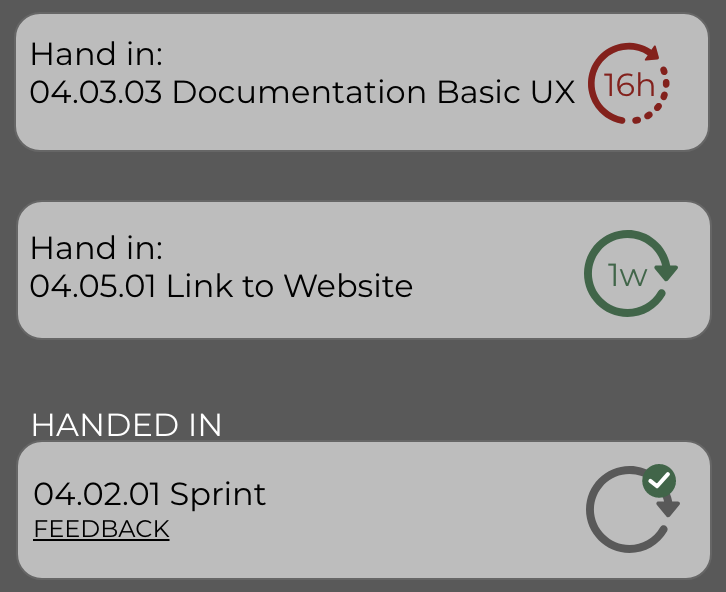 Hand in:
04.03.03 Documentation Basic UX
16h
Hand in:
04.05.01 Link to Website
1w
HANDED IN
04.02.01 Sprint
FEEDBACK